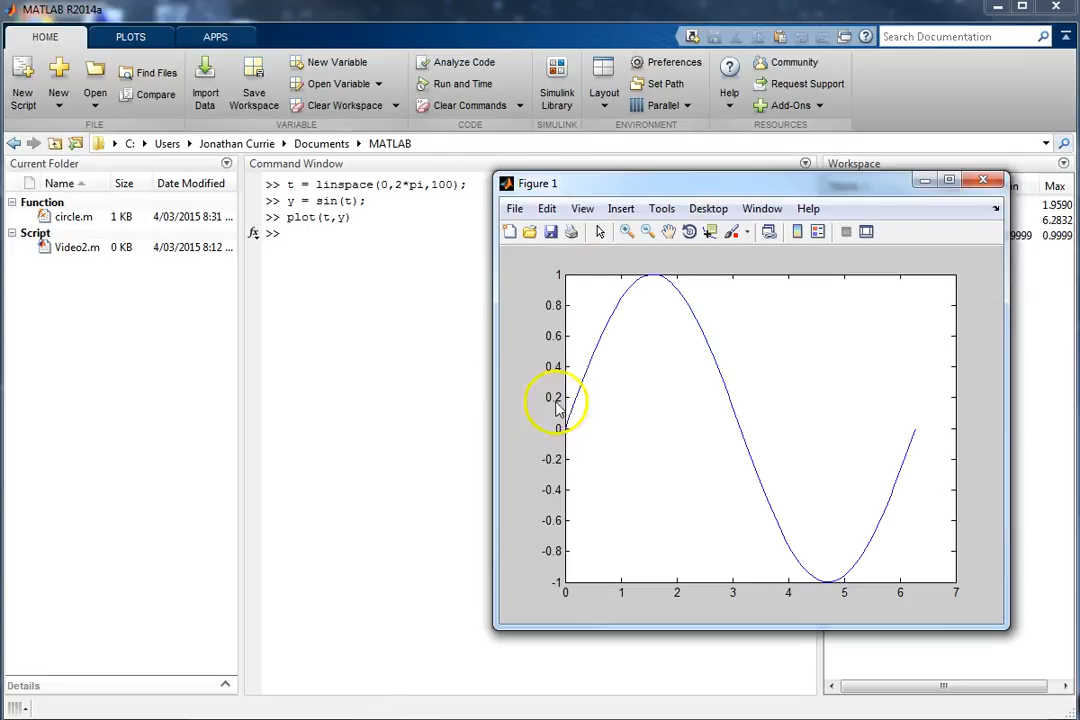 MATLAB R2014a
HOME PLOTS APPS Search Documentation
New Script New Open Find Files Compare Import Data Save Workspace New Variable Open Variable Clear Workspace Analyze Code Run and Time Clear Commands Simulink Library Layout Preferences Set Path Parallel Help Community Request Support Add-Ons
FILE VARIABLE CODE SIMULINK ENVIRONMENT RESOURCES
C: Users Jonathan Currie Documents MATLAB
Current Folder
Name Size Date Modified
Function
circle.m 1 KB 4/03/2015 8:31 ...
Script
Video2.m 0 KB 4/03/2015 8:12 ...
Details
Command Window
>> t = linspace(0,2*pi,100);
>> y = sin(t);
>> plot(t,y)
fx >>
Workspace
Max
1.9590
6.2832
0.9999
Figure 1
File Edit View Insert Tools Desktop Window Help
1
0.8
0.6
0.4
0.2
0
-0.2
-0.4
-0.6
-0.8
-1
0 1 2 3 4 5 6 7